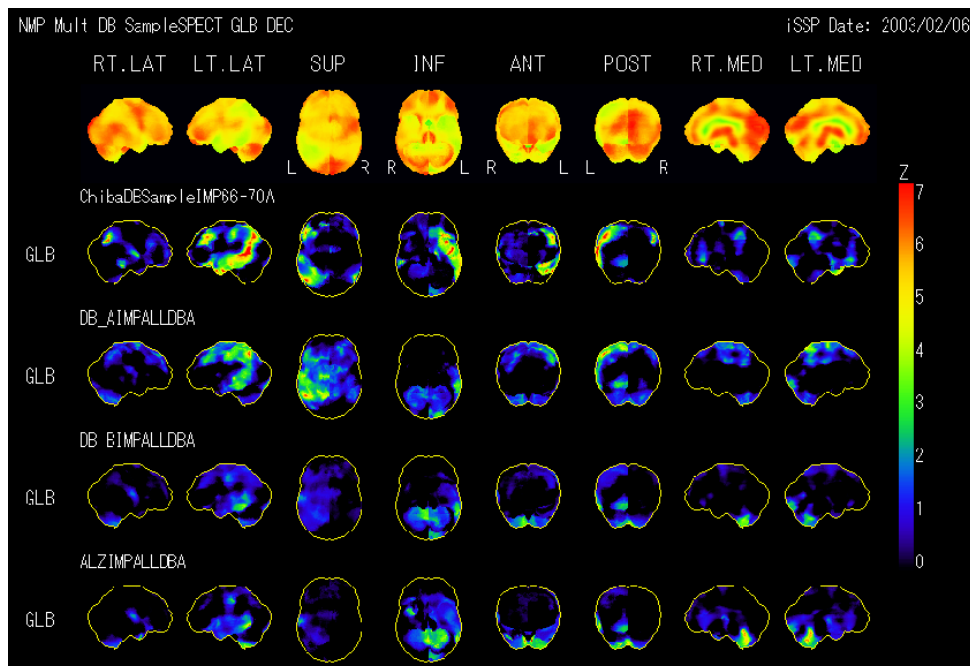 NMP Mult DB SampleSPECT GLB DEC iSSP Date: 2003/02/06
RT.LAT LT.LAT SUP INF ANT POST RT.MED LT.MED
L R R L R L L R
Z
ChibaDBSampleIMP66-70A
7
GLB
6
5
DB_AIMPALLDBA
4
GLB
3
DB BIMPALLDBA
2
GLB
1
ALZIMPALLDBA
0
GLB